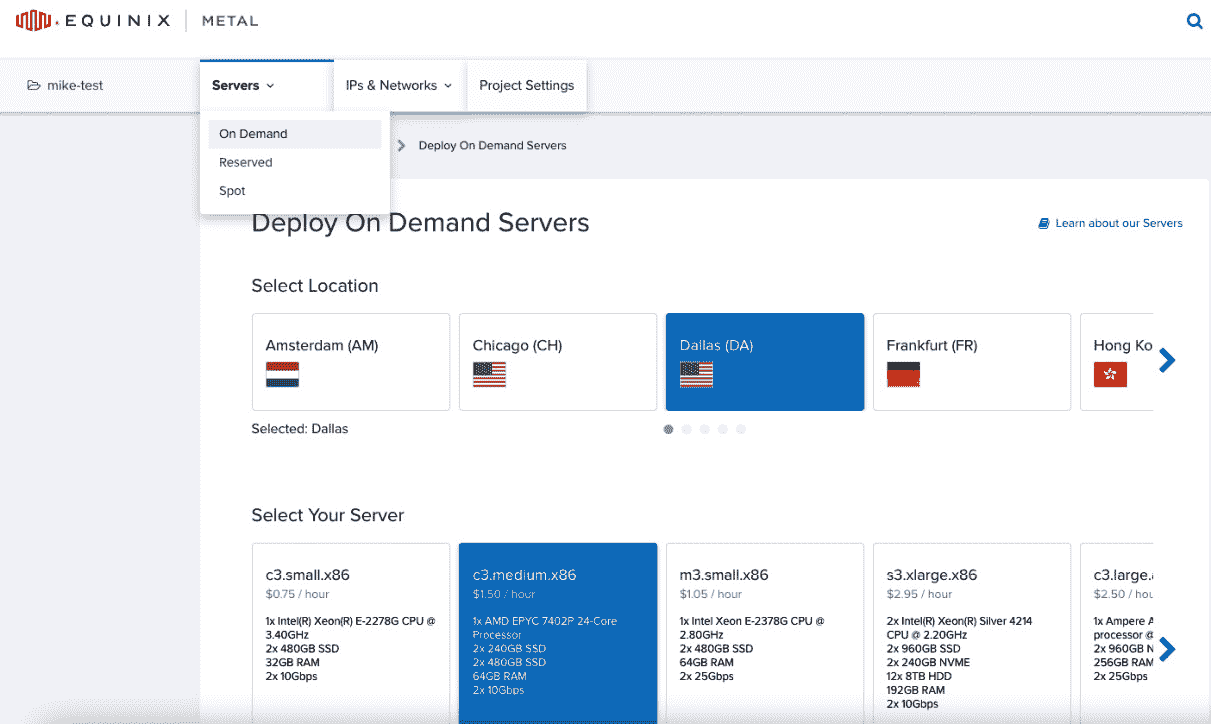 EQUINIX METAL
mike-test
Servers
IPs & Networks
Project Settings
On Demand
Reserved
Spot
Deploy On Demand Servers
Deploy On Demand Servers
Learn about our Servers
Select Location
Amsterdam (AM)
Chicago (CH)
Dallas (DA)
Frankfurt (FR)
Hong Ko
Selected: Dallas
Select Your Server
c3.small.x86
$0.75 / hour
1x Intel(R) Xeon(R) E-2278G CPU @
3.40GHz
2x 480GB SSD
32GB RAM
2x 10Gbps
c3.medium.x86
$1.50 / hour
1x AMD EPYC 7402P 24-Core
Processor
2x 240GB SSD
2x 480GB SSD
64GB RAM
2x 10Gbps
m3.small.x86
$1.05 / hour
1x Intel Xeon E-2378G CPU @
2.80GHz
2x 480GB SSD
64GB RAM
2x 25Gbps
s3.xlarge.x86
$2.95 / hour
2x Intel(R) Xeon(R) Silver 4214
CPU @ 2.20GHz
2x 960GB SSD
2x 240GB NVME
12x 8TB HDD
192GB RAM
2x 10Gbps
c3.large.
$2.50 / hou
1x Ampere A
processor @
2x 960GB N
256GB RAM
2x 25Gbps